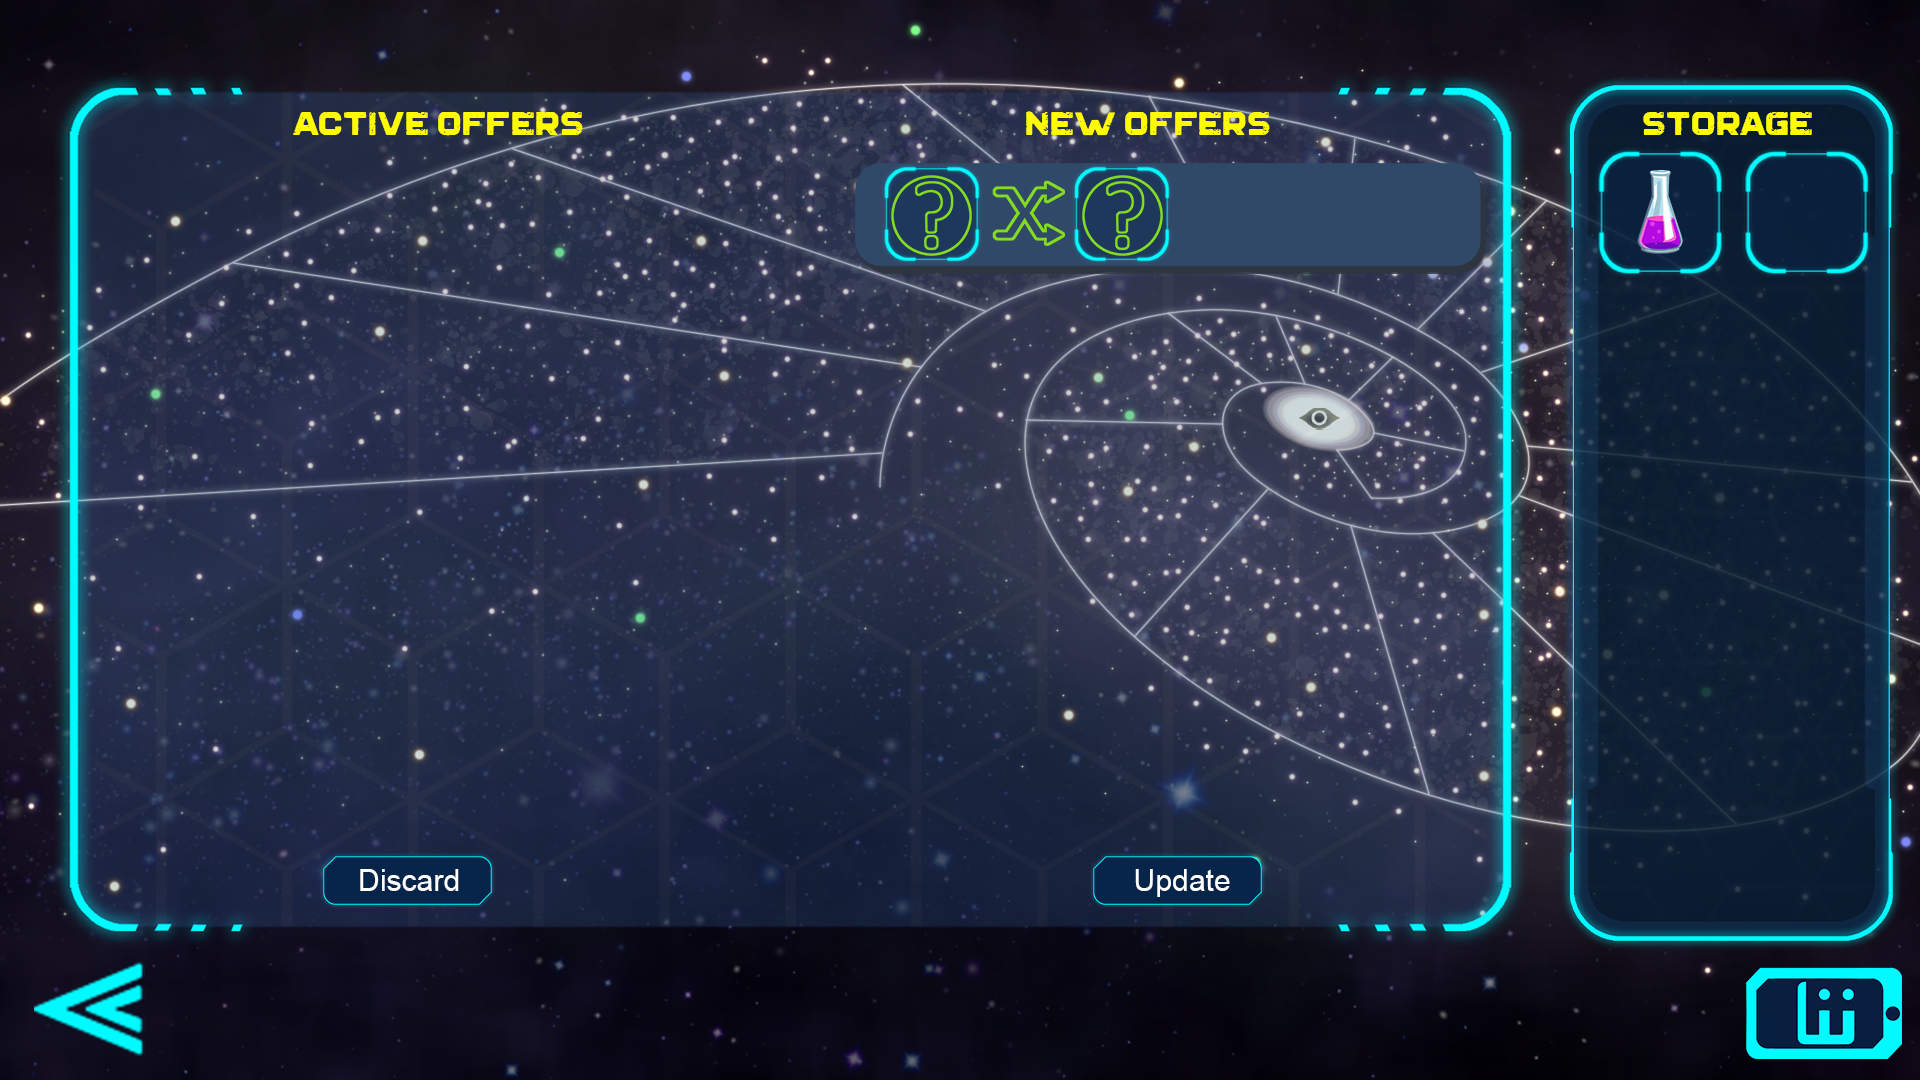 ACTIVE OFFERS
NEW OFFERS
STORAGE
? ?
Discard
Update